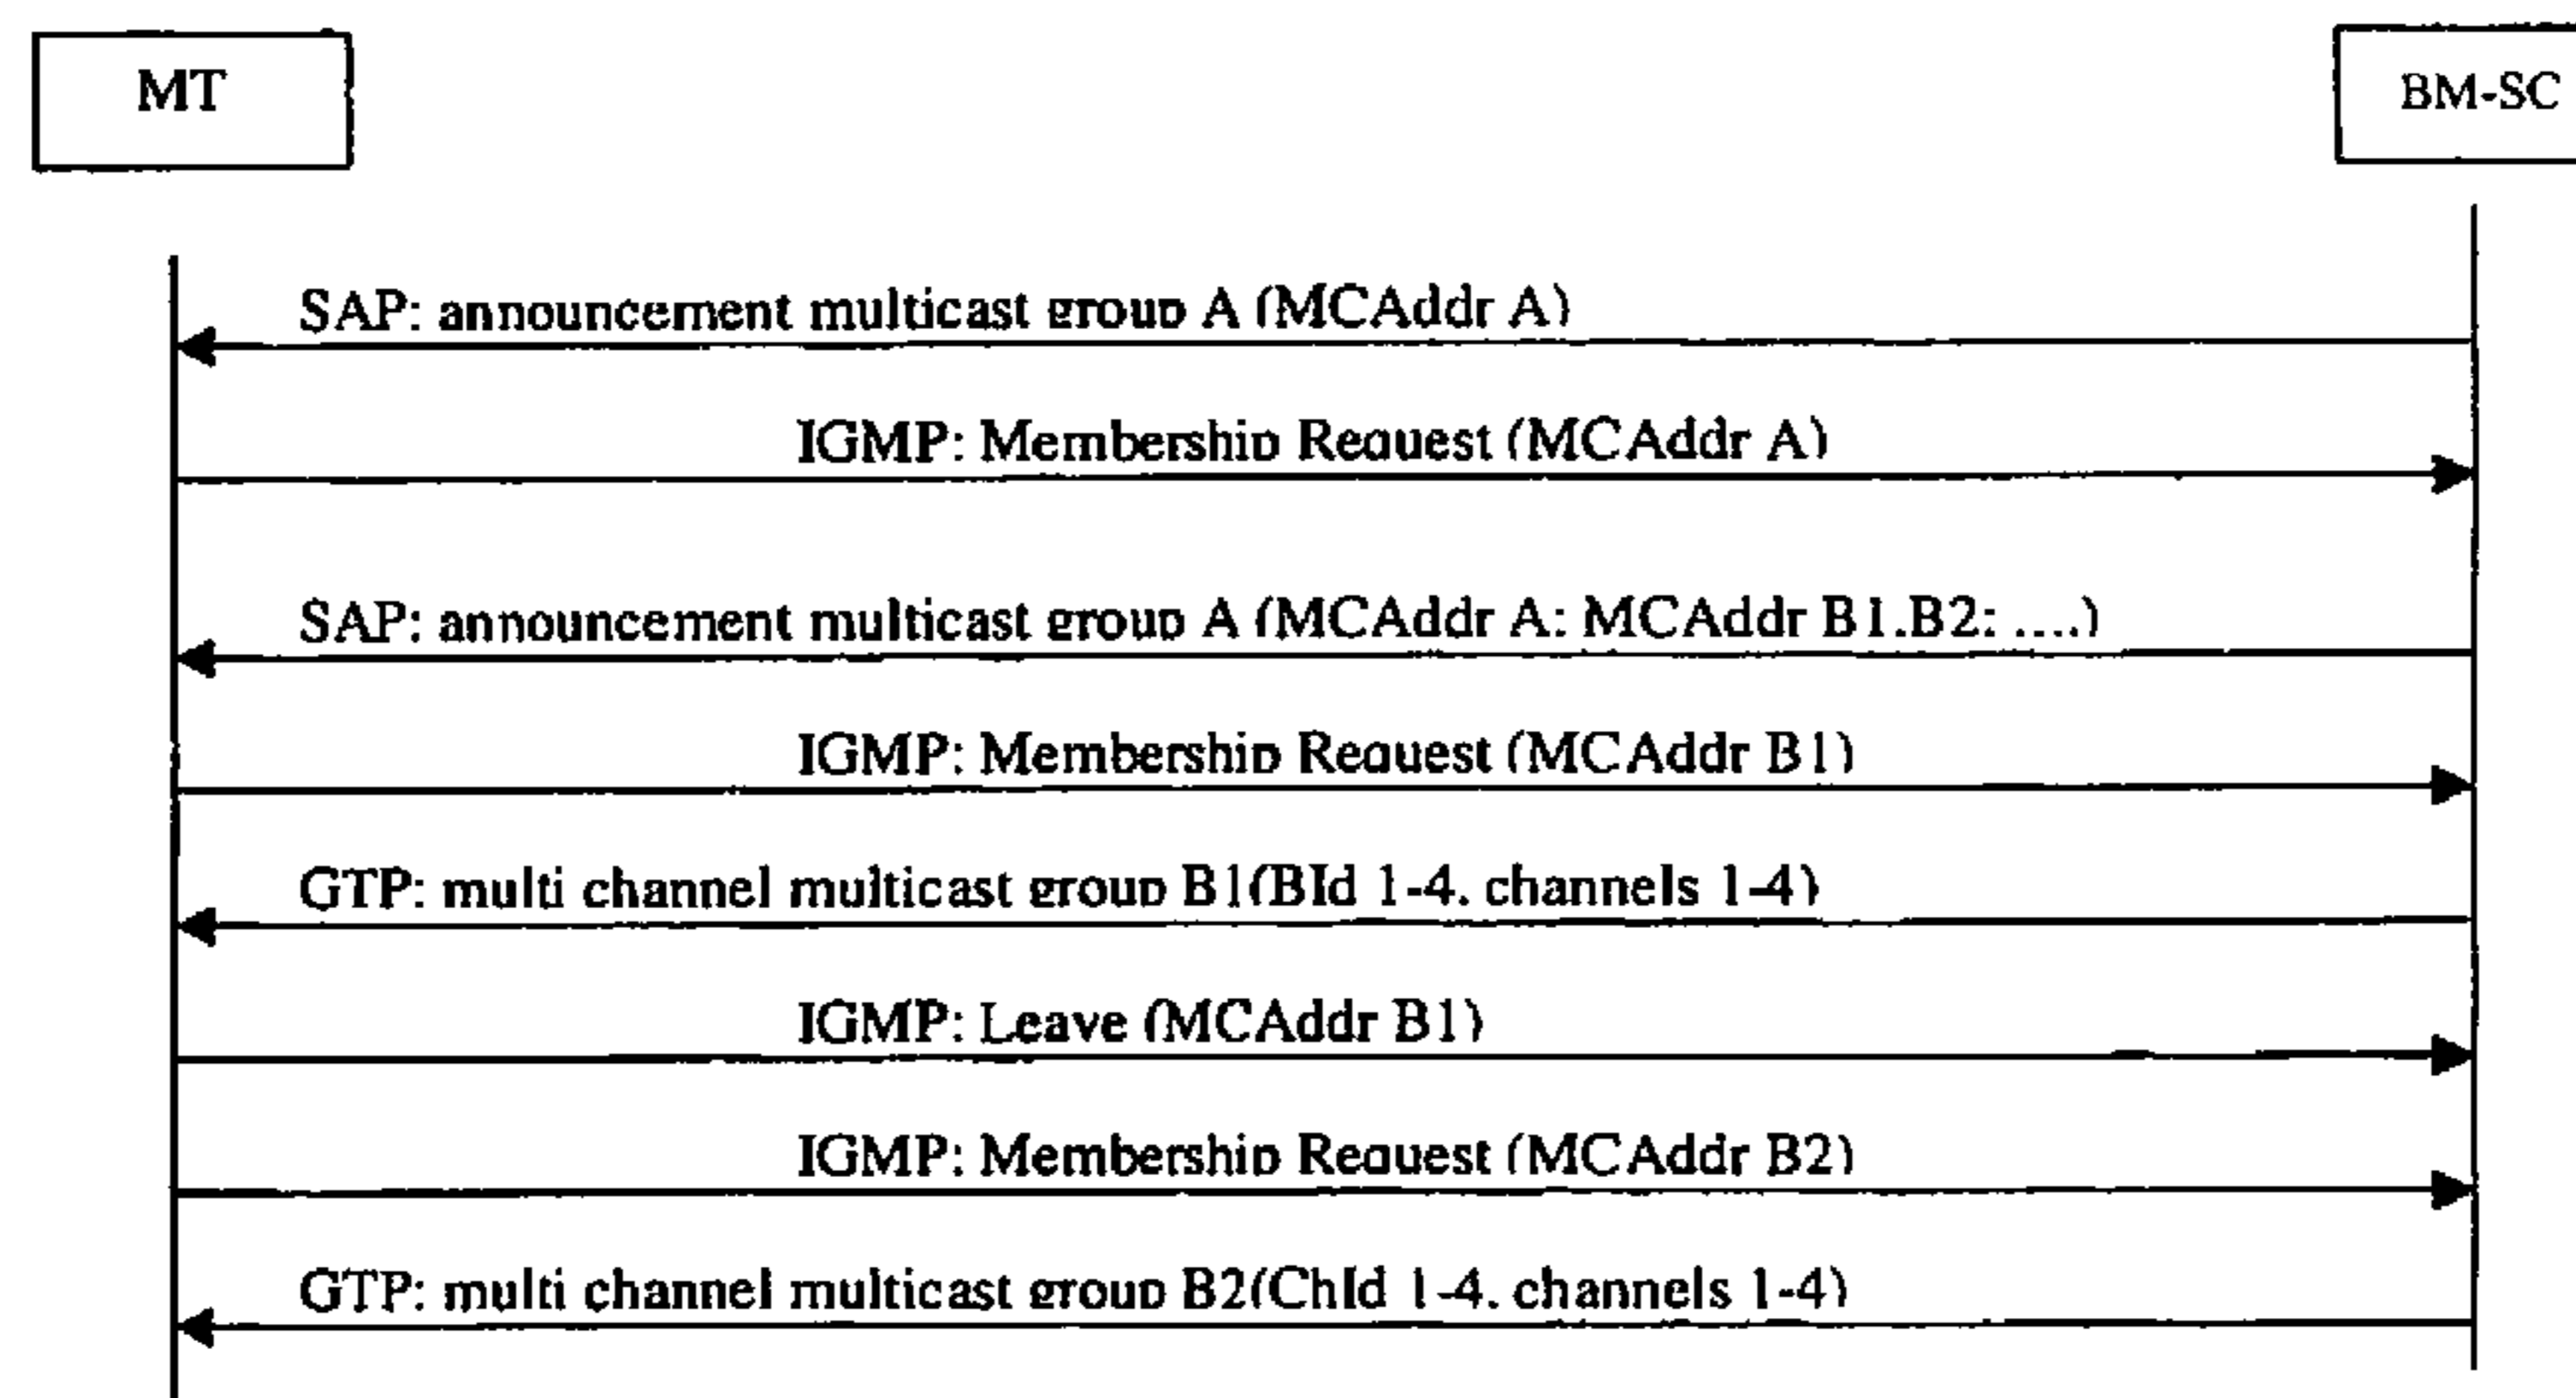 MT
BM-SC
SAP: announcement multicast group A (MCAddr A)
IGMP: Membership Request (MCAddr A)
SAP: announcement multicast group A (MCAddr A; MCAddr B1,B2; ....)
IGMP: Membership Request (MCAddr B1)
GTP: multi channel multicast group B1(BId 1-4, channels 1-4)
IGMP: Leave (MCAddr B1)
IGMP: Membership Request (MCAddr B2)
GTP: multi channel multicast group B2(ChId 1-4, channels 1-4)